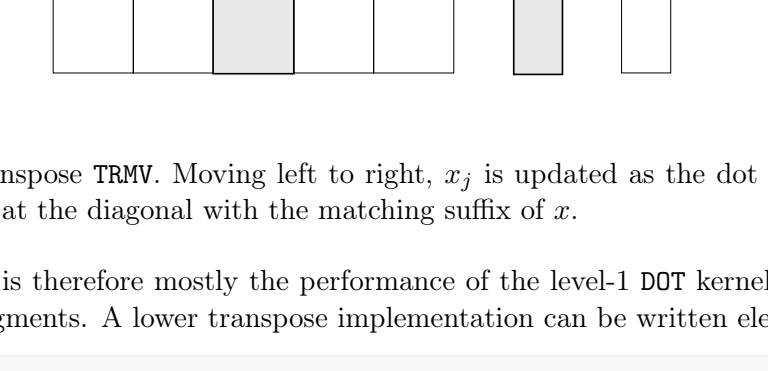 nspose TRMV. Moving left to right, xj is updated as the dot
at the diagonal with the matching suffix of x.
is therefore mostly the performance of the level-1 DOT kernel
gments. A lower transpose implementation can be written ele